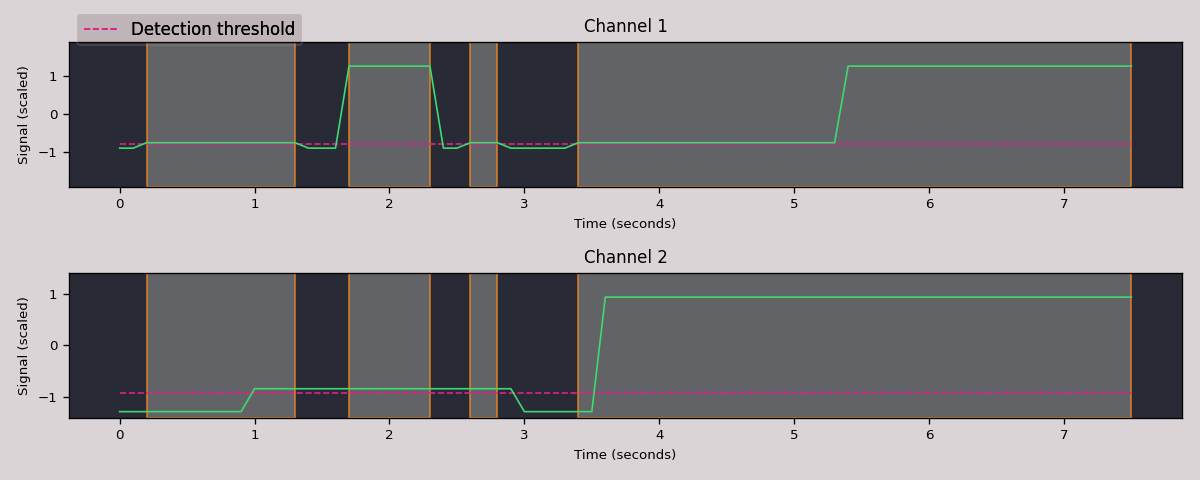 Detection threshold
Channel 1
Signal (scaled)
1
0
−1
0 1 2 3 4 5 6 7
Time (seconds)
Channel 2
Signal (scaled)
1
0
−1
0 1 2 3 4 5 6 7
Time (seconds)